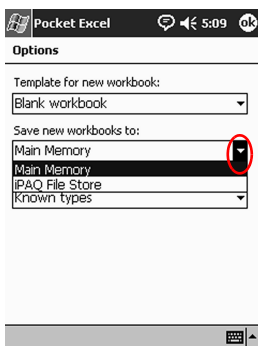 Pocket Excel 5:09 ok
Options
Template for new workbook:
Blank workbook
Save new workbooks to:
Main Memory
Main Memory
iPAQ File Store
Known types